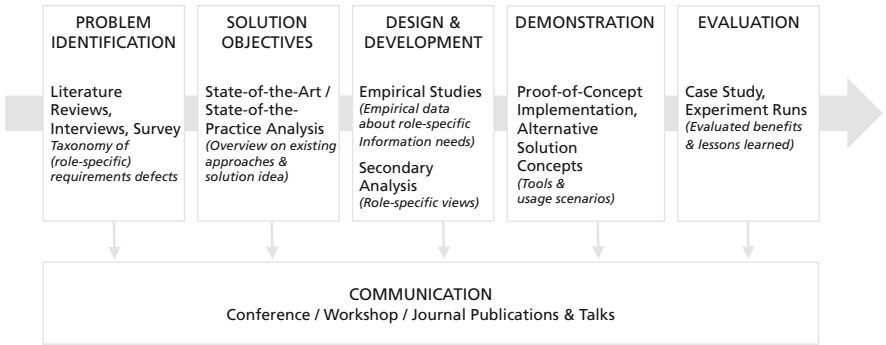 PROBLEM
IDENTIFICATION
Literature
Reviews,
Interviews, Survey
Taxonomy of
(role-specific)
requirements defects
SOLUTION
OBJECTIVES
State-of-the-Art /
State-of-the-
Practice Analysis
(Overview on existing
approaches &
solution idea)
DESIGN &
DEVELOPMENT
Empirical Studies
(Empirical data
about role-specific
Information needs)
Secondary
Analysis
(Role-specific views)
DEMONSTRATION
Proof-of-Concept
Implementation,
Alternative
Solution
Concepts
(Tools &
usage scenarios)
EVALUATION
Case Study,
Experiment Runs
(Evaluated benefits
& lessons learned)
COMMUNICATION
Conference / Workshop / Journal Publications & Talks